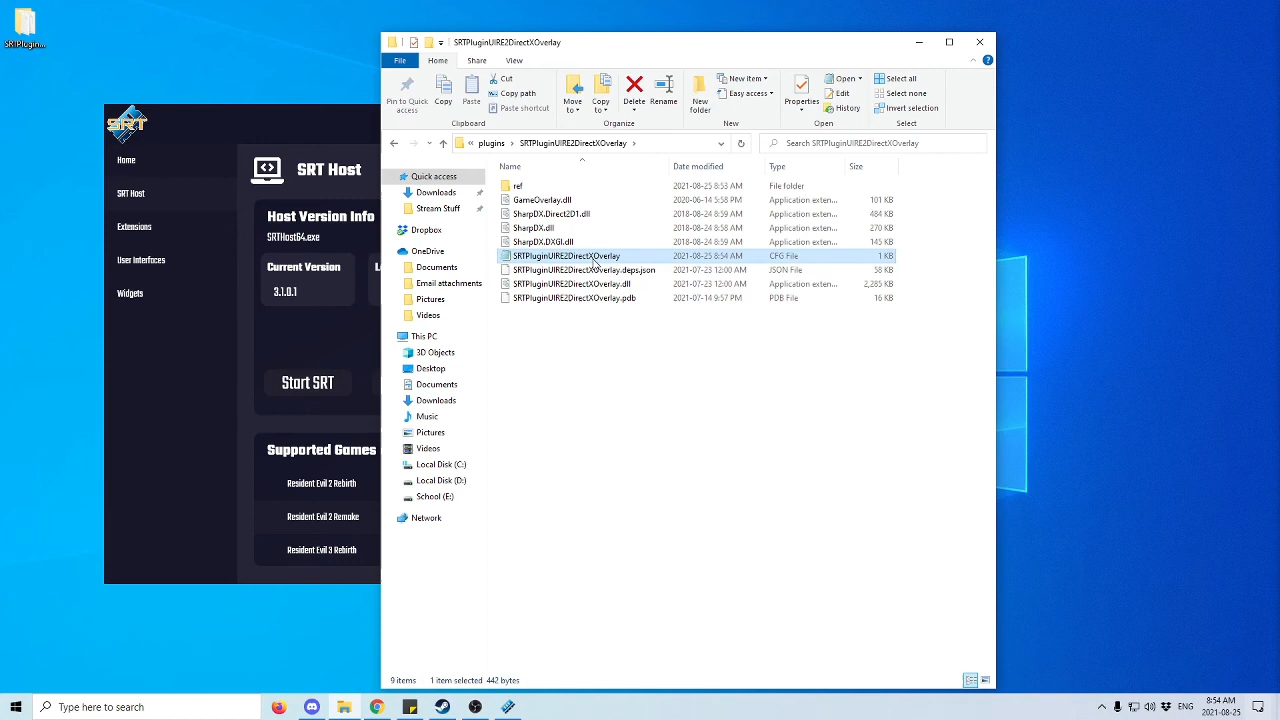 SRTPlugin...
SRT
Home
SRT Host
Extensions
User Interfaces
Widgets
SRT Host
Host Version Info
SRTHost64.exe
Current Version
3.1.0.1
L
Start SRT
Supported Games
Resident Evil 2 Rebirth
Resident Evil 2 Remake
Resident Evil 3 Rebirth
SRTPluginUIRE2DirectXOverlay
File Home Share View
Pin to Quick access
Copy
Paste
Cut
Copy path
Paste shortcut
Clipboard
Move to
Copy to
Delete
Rename
Organize
New folder
New item
Easy access
New
Properties
Open
Edit
History
Open
Select all
Select none
Invert selection
Select
« plugins > SRTPluginUIRE2DirectXOverlay >
Search SRTPluginUIRE2DirectXOverlay
Quick access
Downloads
Stream Stuff
Dropbox
OneDrive
Documents
Email attachments
Pictures
Videos
This PC
3D Objects
Desktop
Documents
Downloads
Music
Pictures
Videos
Local Disk (C:)
Local Disk (D:)
School (E:)
Network
Name Date modified Type Size
ref 2021-08-25 8:53 AM File folder
GameOverlay.dll 2020-06-14 5:58 PM Application exten... 101 KB
SharpDX.Direct2D1.dll 2018-08-24 8:59 AM Application exten... 484 KB
SharpDX.dll 2018-08-24 8:58 AM Application exten... 270 KB
SharpDX.DXGI.dll 2018-08-24 8:59 AM Application exten... 145 KB
SRTPluginUIRE2DirectXOverlay 2021-08-25 8:54 AM CFG File 1 KB
SRTPluginUIRE2DirectXOverlay.deps.json 2021-07-23 12:00 AM JSON File 58 KB
SRTPluginUIRE2DirectXOverlay.dll 2021-07-23 12:00 AM Application exten... 2,285 KB
SRTPluginUIRE2DirectXOverlay.pdb 2021-07-14 9:57 PM PDB File 16 KB
9 items 1 item selected 442 bytes
Type here to search
ENG
8:54 AM
2021-08-25